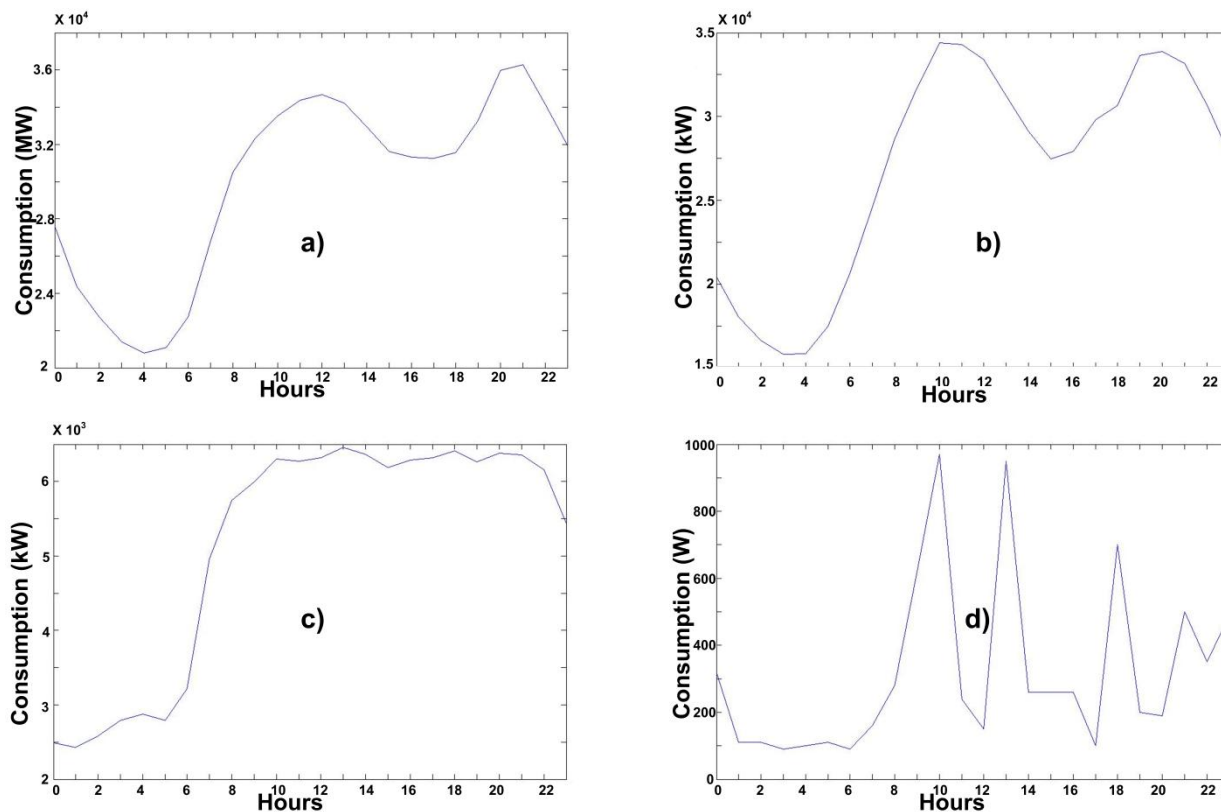 X 10⁴
3.6
3.2
2.8
2.4
2
Consumption (MW)
a)
0 2 4 6 8 10 12 14 16 18 20 22
Hours
X 10⁴
3.5
3
2.5
2
1.5
Consumption (kW)
b)
0 2 4 6 8 10 12 14 16 18 20 22
Hours
X 10³
6
5
4
3
2
Consumption (kW)
c)
0 2 4 6 8 10 12 14 16 18 20 22
Hours
1000
800
600
400
200
0
Consumption (W)
d)
0 2 4 6 8 10 12 14 16 18 20 22
Hours